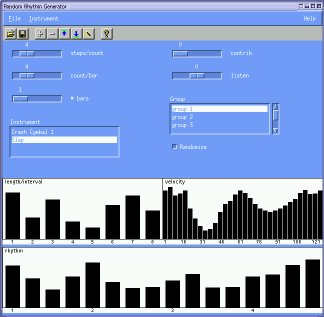 Random Rhythm Generator
File Instrument Help
4
steps/count
0
contrib
4
count/bar
0
listen
1
# bars
Group
group 1
group 2
group 3
Instrument
Crash Cymbal 1
Slap
Randomize
length/interval
velocity
1 2 3 4 5 6 7 8
1 16 31 46 61 76 91 106 121
rhythm
1 2 3 4